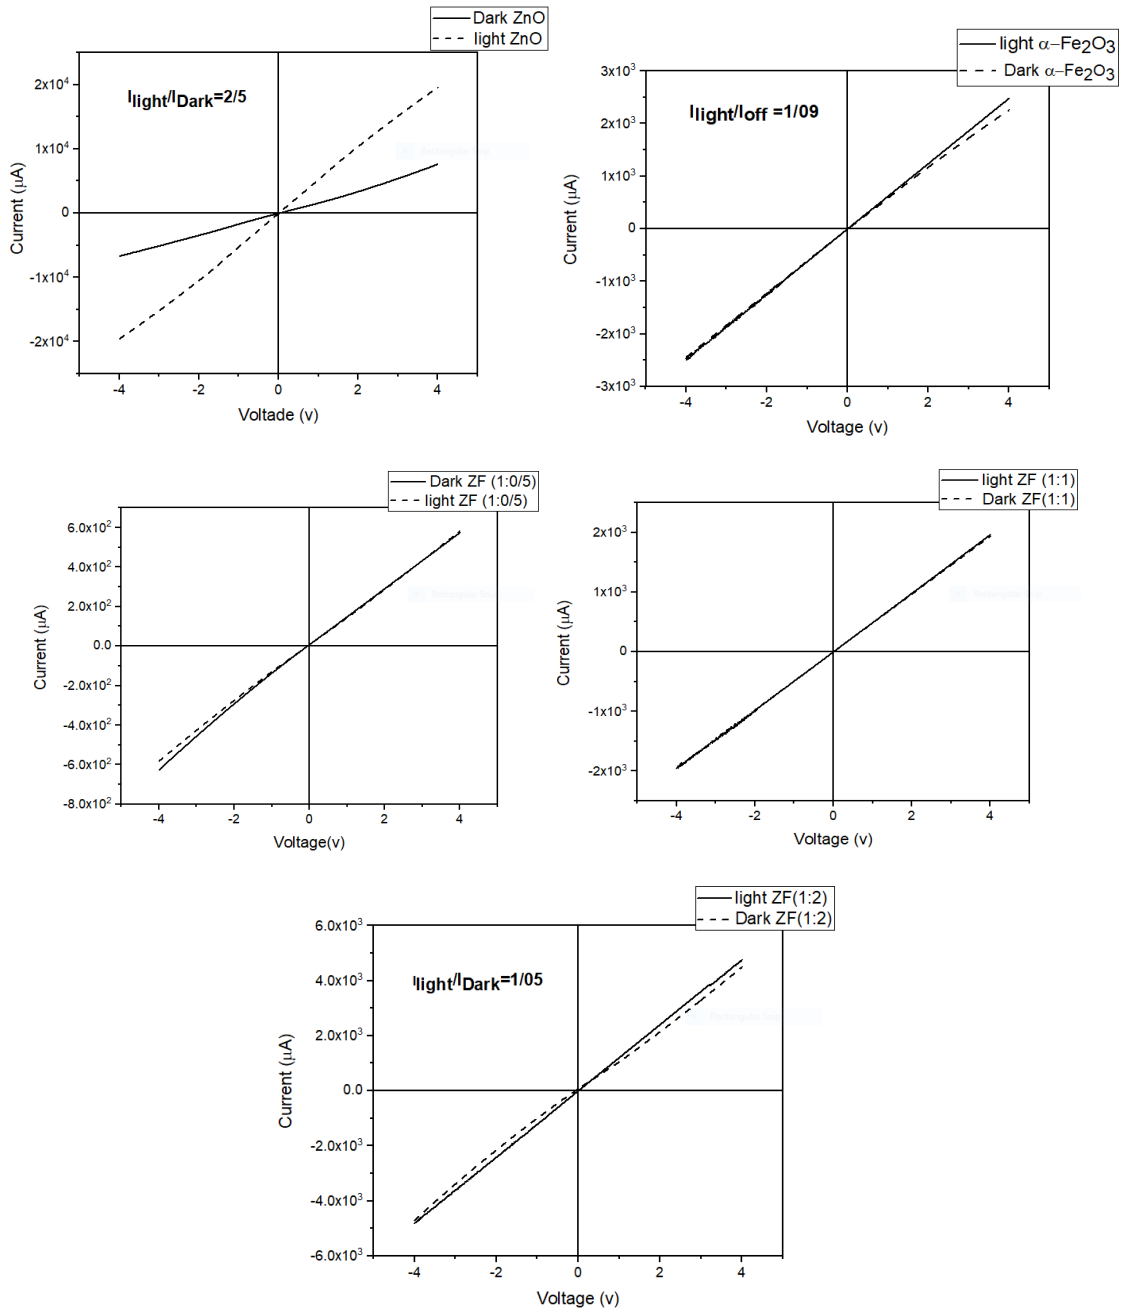 Dark ZnO
light ZnO
I_light/I_Dark=2/5
2x10⁴
1x10⁴
0
-1x10⁴
-2x10⁴
Current (μA)
-4 -2 0 2 4
Voltade (v)
light α−Fe₂O₃
Dark α−Fe₂O₃
I_light/I_off =1/09
3x10³
2x10³
1x10³
0
-1x10³
-2x10³
-3x10³
Current (μA)
-4 -2 0 2 4
Voltage (v)
Dark ZF (1:0/5)
light ZF (1:0/5)
6.0x10²
4.0x10²
2.0x10²
0.0
-2.0x10²
-4.0x10²
-6.0x10²
-8.0x10²
Current (μA)
-4 -2 0 2 4
Voltage(v)
light ZF (1:1)
Dark ZF(1:1)
2x10³
1x10³
0
-1x10³
-2x10³
Current (μA)
-4 -2 0 2 4
Voltage (v)
light ZF(1:2)
Dark ZF(1:2)
I_light/I_Dark=1/05
6.0x10³
4.0x10³
2.0x10³
0.0
-2.0x10³
-4.0x10³
-6.0x10³
Current (μA)
-4 -2 0 2 4
Voltage (v)